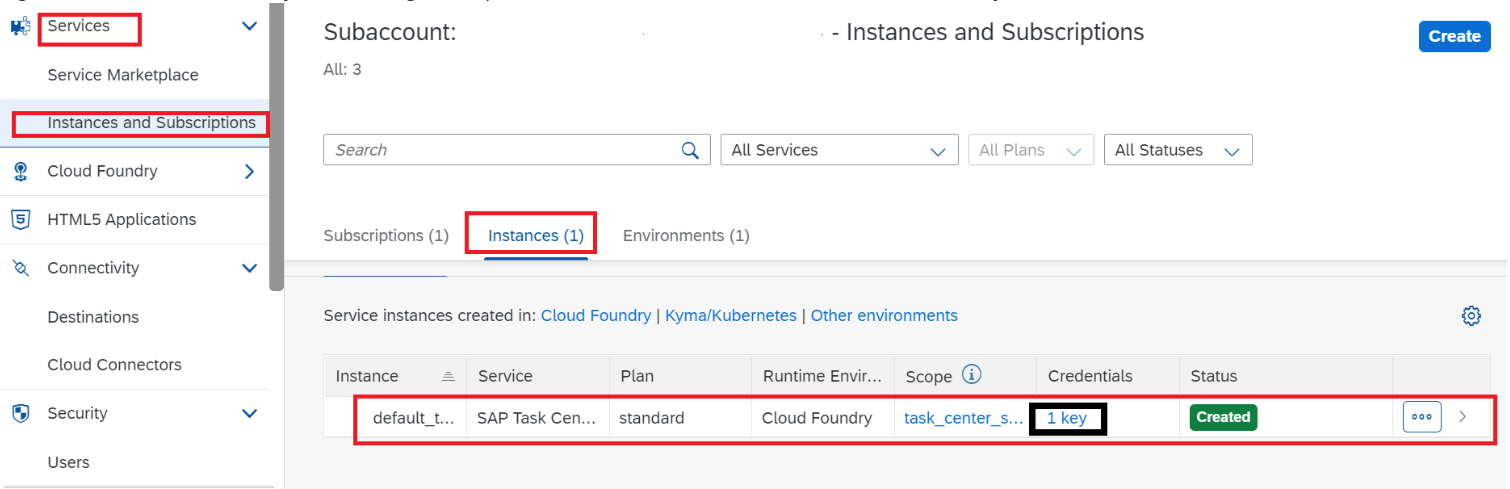 Services
Service Marketplace
Instances and Subscriptions
Cloud Foundry
HTML5 Applications
Connectivity
Destinations
Cloud Connectors
Security
Users
Subaccount: - Instances and Subscriptions
Create
All: 3
Search
All Services
All Plans
All Statuses
Subscriptions (1)
Instances (1)
Environments (1)
Service instances created in: Cloud Foundry | Kyma/Kubernetes | Other environments
Instance Service Plan Runtime Envir... Scope Credentials Status
default_t... SAP Task Cen... standard Cloud Foundry task_center_s... 1 key Created